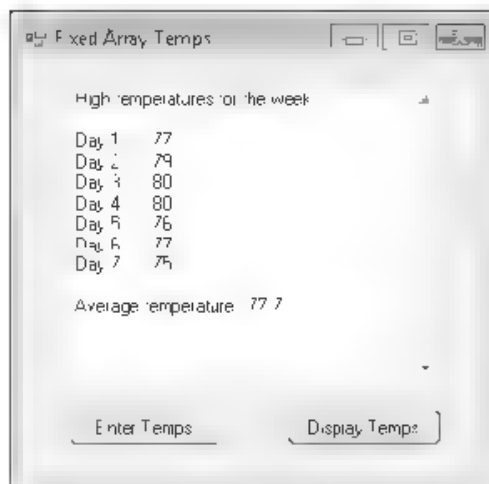 Fixed Array Temps
High temperatures for the week
Day 1 77
Day 2 79
Day 3 80
Day 4 80
Day 5 76
Day 6 77
Day 7 75
Average temperature 77.7
Enter Temps
Display Temps